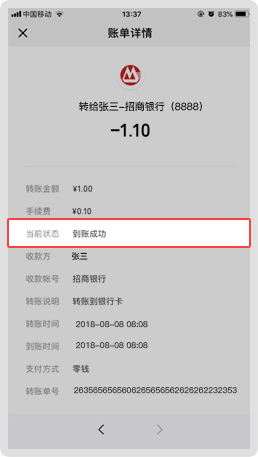 中国移动 13:37 83%
账单详情
转给张三-招商银行（8888）
-1.10
转账金额 ¥1.00
手续费 ¥0.10
当前状态 到账成功
收款方 张三
收款帐号 招商银行
转账说明 转账到银行卡
转账时间 2018-08-08 08:08
到账时间 2018-08-08 08:08
支付方式 零钱
转账单号 2635656565606265656562626262232353